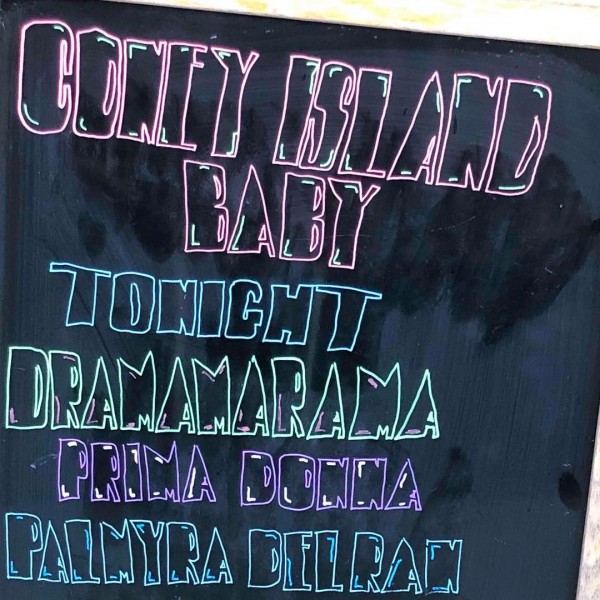 CONEY ISLAND
BABY
TONIGHT
DRAMAMARAMA
PRIMA DONNA
PALMYRA DELRAN